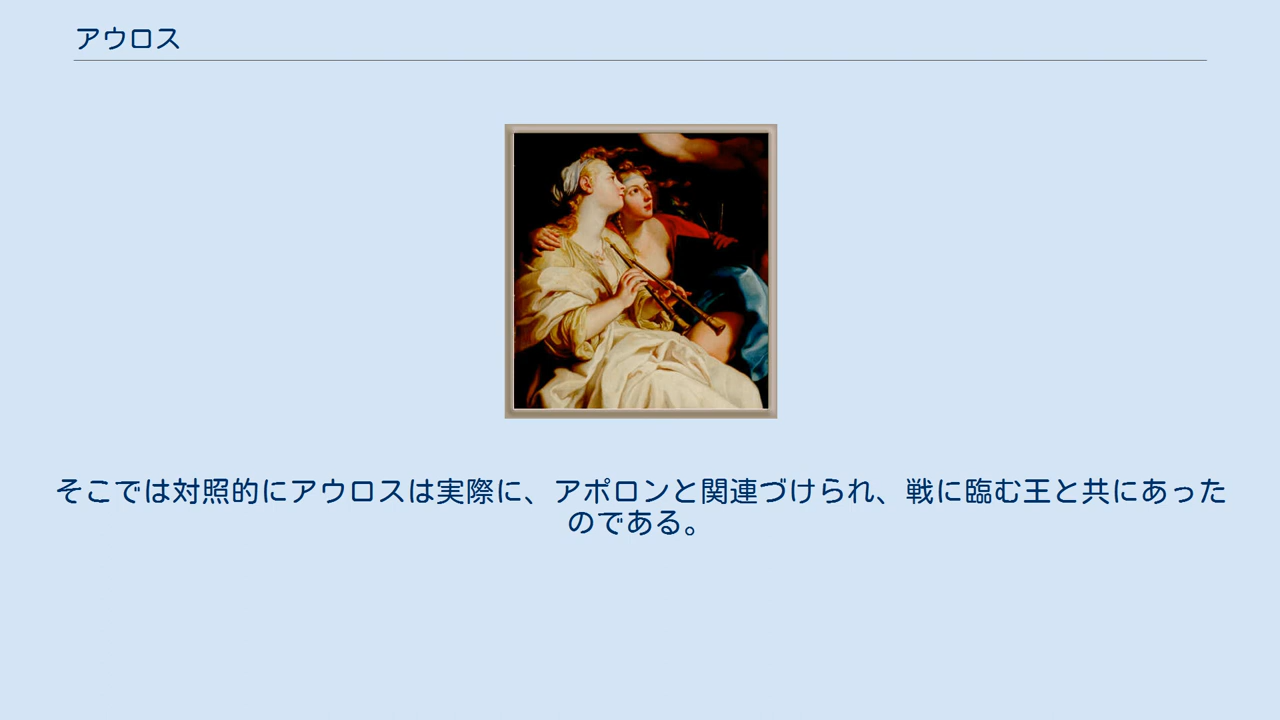 アウロス
そこでは対照的にアウロスは実際に、アポロンと関連づけられ、戦に臨む王と共にあった
のである。